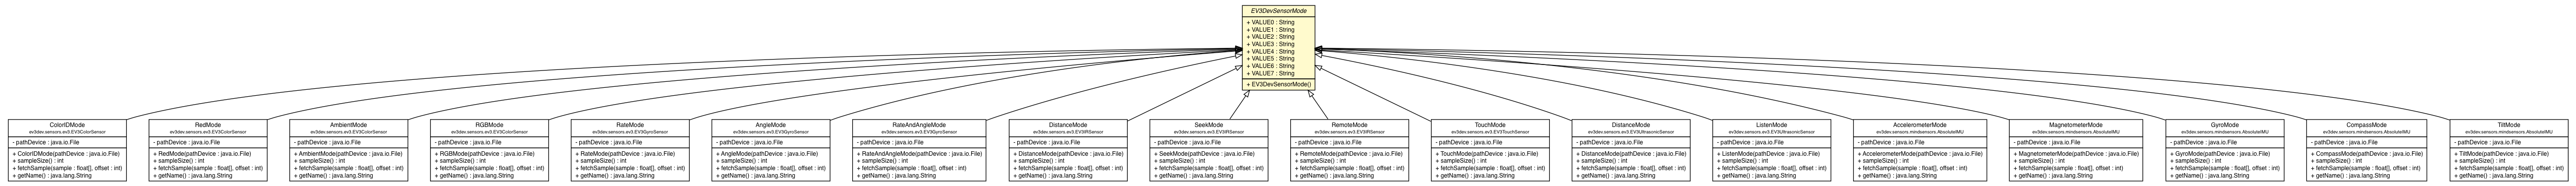 EV3DevSensorMode
+ VALUE0 : String
+ VALUE1 : String
+ VALUE2 : String
+ VALUE3 : String
+ VALUE4 : String
+ VALUE5 : String
+ VALUE6 : String
+ VALUE7 : String
+ EV3DevSensorMode()
ColorIDMode
ev3dev.sensors.ev3.EV3ColorSensor
- pathDevice : java.io.File
+ ColorIDMode(pathDevice : java.io.File)
+ sampleSize() : int
+ fetchSample(sample : float[], offset : int)
+ getName() : java.lang.String
RedMode
ev3dev.sensors.ev3.EV3ColorSensor
- pathDevice : java.io.File
+ RedMode(pathDevice : java.io.File)
+ sampleSize() : int
+ fetchSample(sample : float[], offset : int)
+ getName() : java.lang.String
AmbientMode
ev3dev.sensors.ev3.EV3ColorSensor
- pathDevice : java.io.File
+ AmbientMode(pathDevice : java.io.File)
+ sampleSize() : int
+ fetchSample(sample : float[], offset : int)
+ getName() : java.lang.String
RGBMode
ev3dev.sensors.ev3.EV3ColorSensor
- pathDevice : java.io.File
+ RGBMode(pathDevice : java.io.File)
+ sampleSize() : int
+ fetchSample(sample : float[], offset : int)
+ getName() : java.lang.String
RateMode
ev3dev.sensors.ev3.EV3GyroSensor
- pathDevice : java.io.File
+ RateMode(pathDevice : java.io.File)
+ sampleSize() : int
+ fetchSample(sample : float[], offset : int)
+ getName() : java.lang.String
AngleMode
ev3dev.sensors.ev3.EV3GyroSensor
- pathDevice : java.io.File
+ AngleMode(pathDevice : java.io.File)
+ sampleSize() : int
+ fetchSample(sample : float[], offset : int)
+ getName() : java.lang.String
RateAndAngleMode
ev3dev.sensors.ev3.EV3GyroSensor
- pathDevice : java.io.File
+ RateAndAngleMode(pathDevice : java.io.File)
+ sampleSize() : int
+ fetchSample(sample : float[], offset : int)
+ getName() : java.lang.String
DistanceMode
ev3dev.sensors.ev3.EV3IRSensor
- pathDevice : java.io.File
+ DistanceMode(pathDevice : java.io.File)
+ sampleSize() : int
+ fetchSample(sample : float[], offset : int)
+ getName() : java.lang.String
SeekMode
ev3dev.sensors.ev3.EV3IRSensor
- pathDevice : java.io.File
+ SeekMode(pathDevice : java.io.File)
+ sampleSize() : int
+ fetchSample(sample : float[], offset : int)
+ getName() : java.lang.String
RemoteMode
ev3dev.sensors.ev3.EV3IRSensor
- pathDevice : java.io.File
+ RemoteMode(pathDevice : java.io.File)
+ sampleSize() : int
+ fetchSample(sample : float[], offset : int)
+ getName() : java.lang.String
TouchMode
ev3dev.sensors.ev3.EV3TouchSensor
- pathDevice : java.io.File
+ TouchMode(pathDevice : java.io.File)
+ sampleSize() : int
+ fetchSample(sample : float[], offset : int)
+ getName() : java.lang.String
DistanceMode
ev3dev.sensors.ev3.EV3UltrasonicSensor
- pathDevice : java.io.File
+ DistanceMode(pathDevice : java.io.File)
+ sampleSize() : int
+ fetchSample(sample : float[], offset : int)
+ getName() : java.lang.String
ListenMode
ev3dev.sensors.ev3.EV3UltrasonicSensor
- pathDevice : java.io.File
+ ListenMode(pathDevice : java.io.File)
+ sampleSize() : int
+ fetchSample(sample : float[], offset : int)
+ getName() : java.lang.String
AccelerometerMode
ev3dev.sensors.mindsensors.AbsoluteIMU
- pathDevice : java.io.File
+ AccelerometerMode(pathDevice : java.io.File)
+ sampleSize() : int
+ fetchSample(sample : float[], offset : int)
+ getName() : java.lang.String
MagnetometerMode
ev3dev.sensors.mindsensors.AbsoluteIMU
- pathDevice : java.io.File
+ MagnetometerMode(pathDevice : java.io.File)
+ sampleSize() : int
+ fetchSample(sample : float[], offset : int)
+ getName() : java.lang.String
GyroMode
ev3dev.sensors.mindsensors.AbsoluteIMU
- pathDevice : java.io.File
+ GyroMode(pathDevice : java.io.File)
+ sampleSize() : int
+ fetchSample(sample : float[], offset : int)
+ getName() : java.lang.String
CompassMode
ev3dev.sensors.mindsensors.AbsoluteIMU
- pathDevice : java.io.File
+ CompassMode(pathDevice : java.io.File)
+ sampleSize() : int
+ fetchSample(sample : float[], offset : int)
+ getName() : java.lang.String
TiltMode
ev3dev.sensors.mindsensors.AbsoluteIMU
- pathDevice : java.io.File
+ TiltMode(pathDevice : java.io.File)
+ sampleSize() : int
+ fetchSample(sample : float[], offset : int)
+ getName() : java.lang.String